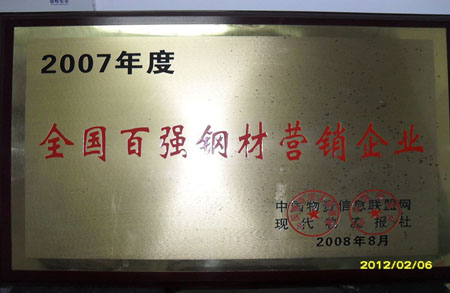 2007年度
全国百强钢材营销企业
中国物资信息联盟网
现代物流报社
2008年8月
2012/02/06